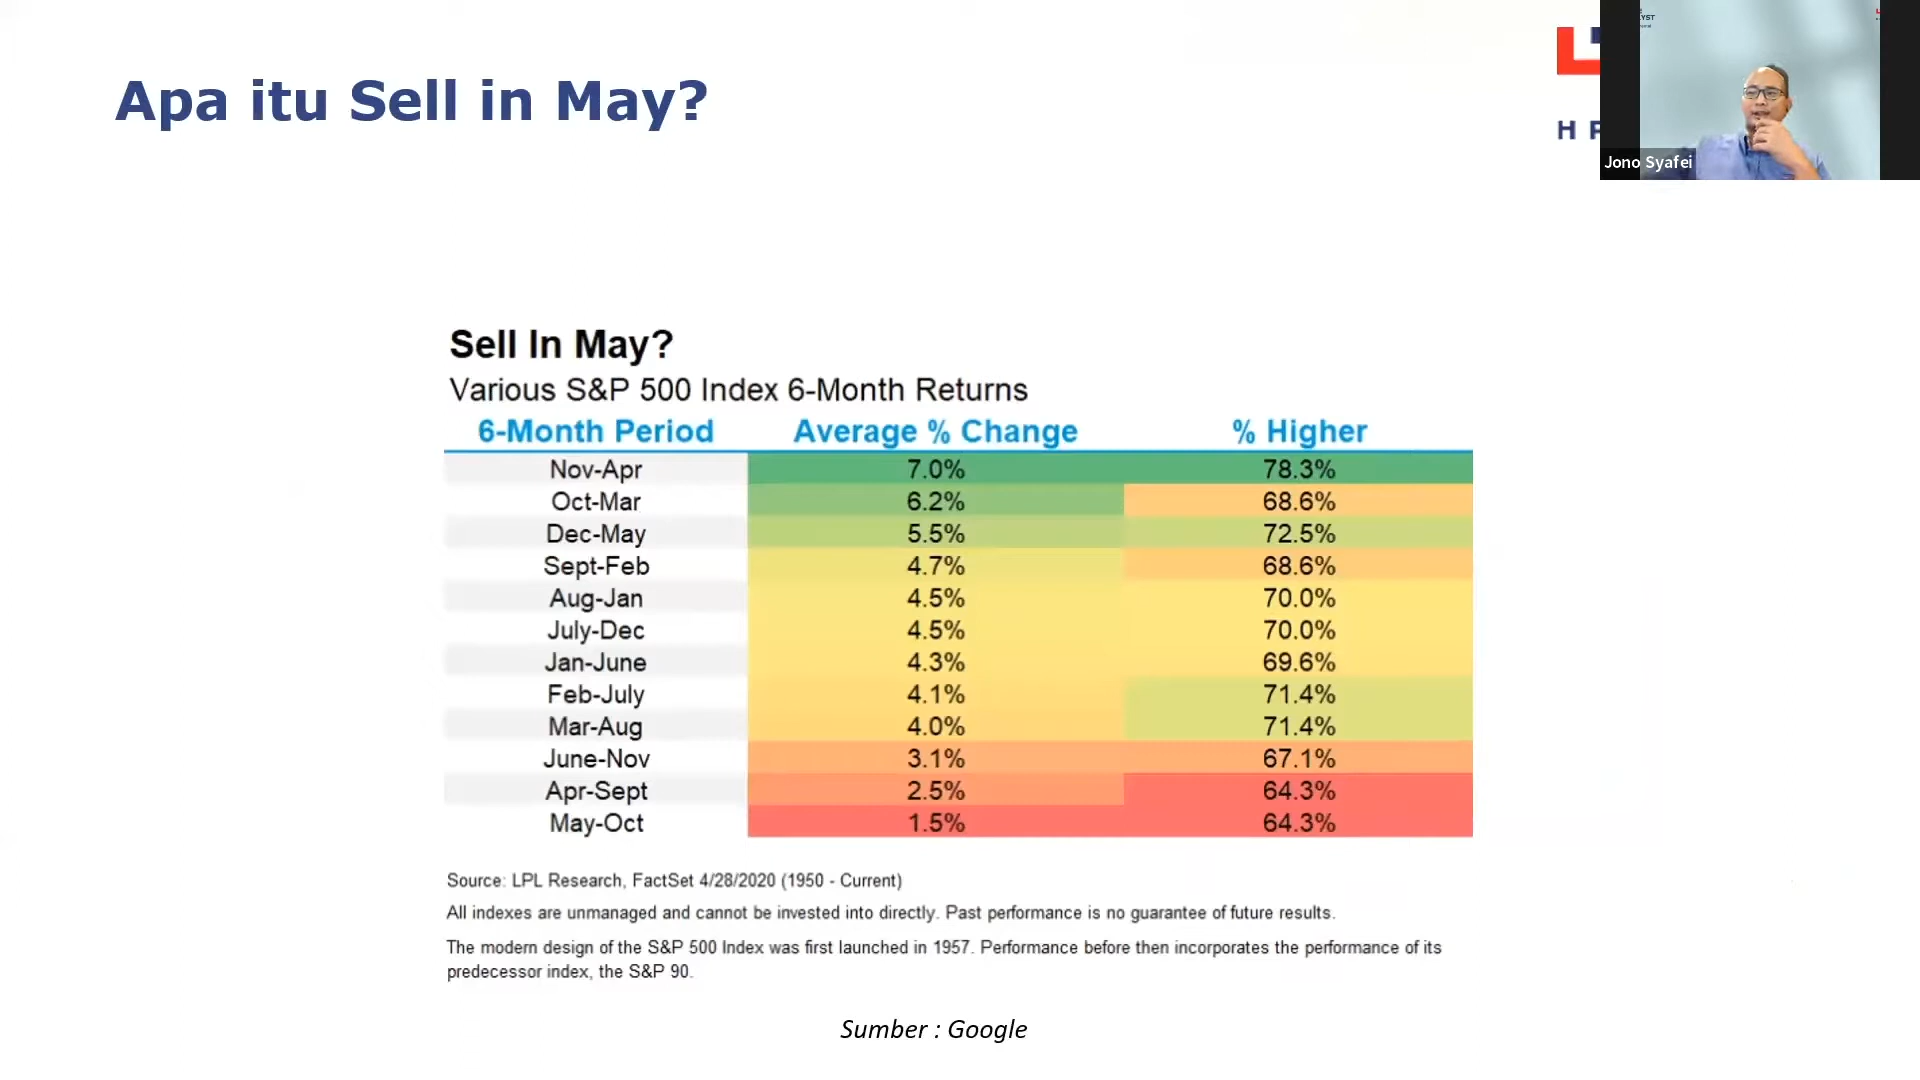 Apa itu Sell in May?
YST
H
Jono Syafei
Sell In May?
Various S&P 500 Index 6-Month Returns
6-Month Period Average % Change % Higher
Nov-Apr 7.0% 78.3%
Oct-Mar 6.2% 68.6%
Dec-May 5.5% 72.5%
Sept-Feb 4.7% 68.6%
Aug-Jan 4.5% 70.0%
July-Dec 4.5% 70.0%
Jan-June 4.3% 69.6%
Feb-July 4.1% 71.4%
Mar-Aug 4.0% 71.4%
June-Nov 3.1% 67.1%
Apr-Sept 2.5% 64.3%
May-Oct 1.5% 64.3%
Source: LPL Research, FactSet 4/28/2020 (1950 - Current)
All indexes are unmanaged and cannot be invested into directly. Past performance is no guarantee of future results.
The modern design of the S&P 500 Index was first launched in 1957. Performance before then incorporates the performance of its
predecessor index, the S&P 90.
Sumber : Google